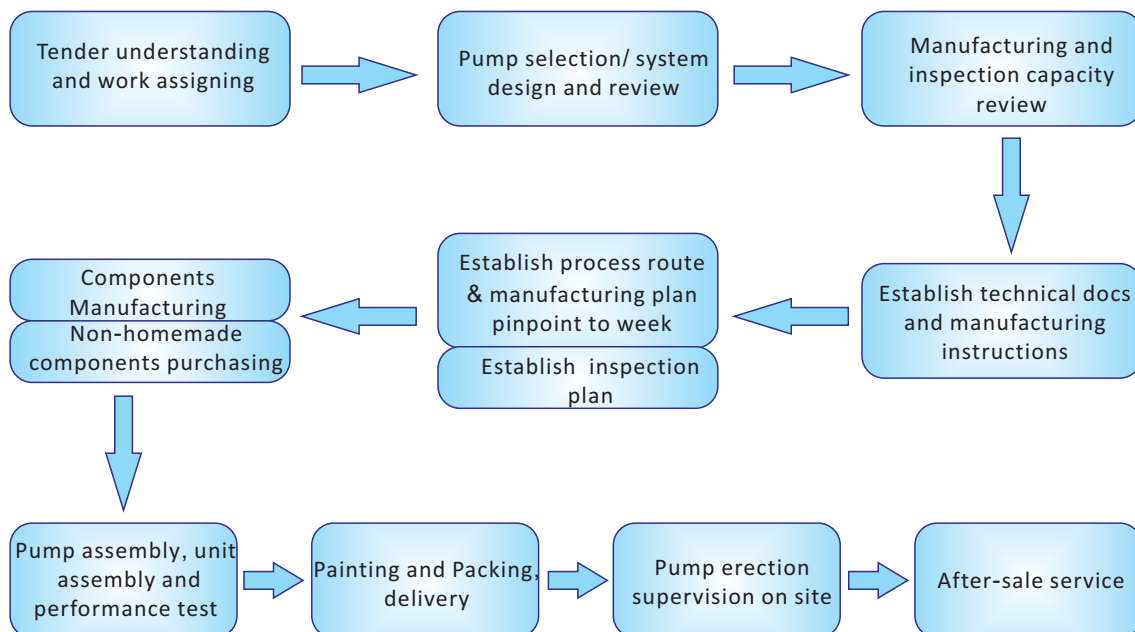 Tender understanding
and work assigning
Pump selection/ system
design and review
Manufacturing and
inspection capacity
review
Components
Manufacturing
Non-homemade
components purchasing
Establish process route
& manufacturing plan
pinpoint to week
Establish inspection
plan
Establish technical docs
and manufacturing
instructions
Pump assembly, unit
assembly and
performance test
Painting and Packing,
delivery
Pump erection
supervision on site
After-sale service